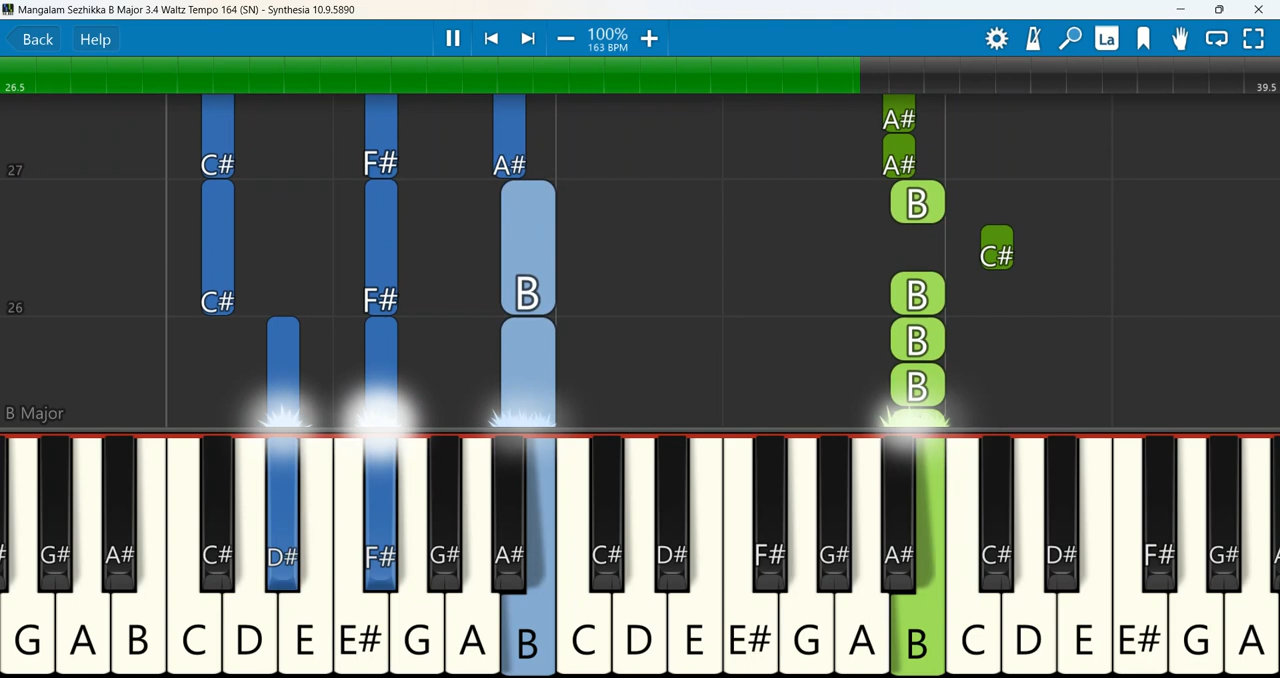 Mangalam Sezhikka B Major 3.4 Waltz Tempo 164 (SN) - Synthesia 10.9.5890
Back Help 100% La
163 BPM
26.5 39.5
A#
C# F# A# A#
27
B
C#
C# F# B B
26
B
B
B Major
G# A# C# D# F# G# A# C# D# F# G# A# C# D# F# G#
G A B C D E E# G A B C D E E# G A B C D E E# G A